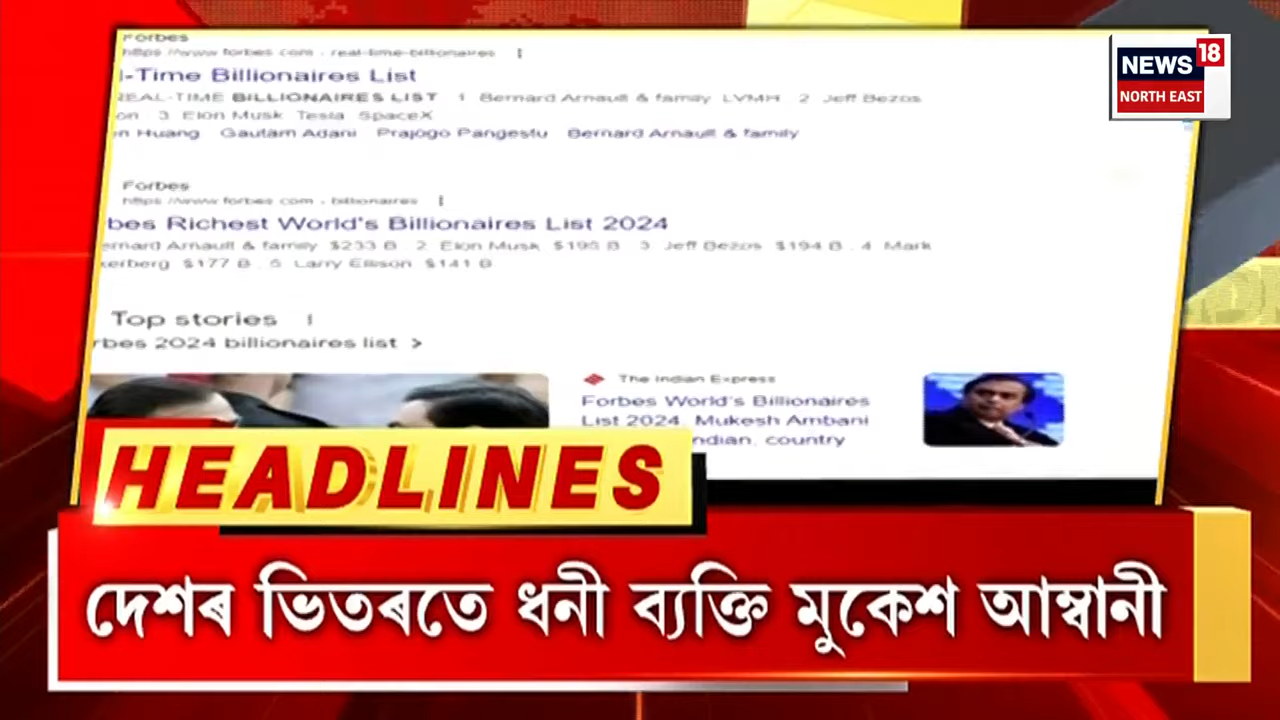 Forbes
https://www.forbes.com › real-time-billionaires
l-Time Billionaires List
REAL-TIME BILLIONAIRES LIST · 1 Bernard Arnault & family LVMH · 2 Jeff Bezos
on · 3 Elon Musk Tesla SpaceX
n Huang Gautam Adani Prajogo Pangestu Bernard Arnault & family
NEWS 18
NORTH EAST
Forbes
https://www.forbes.com › billionaires
bes Richest World's Billionaires List 2024
ernard Arnault & family $233 B · 2 Elon Musk $195 B · 3 Jeff Bezos $194 B · 4 Mark
kerberg $177 B · 5 Larry Ellison $141 B
Top stories
rbes 2024 billionaires list >
The Indian Express
Forbes World's Billionaires
List 2024 Mukesh Ambani
ndian, country
HEADLINES
দেশৰ ভিতৰতে ধনী ব্যক্তি মুকেশ আম্বানী